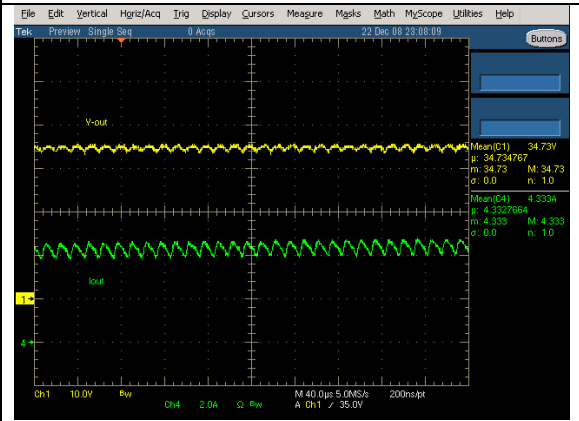 File Edit Vertical Horiz/Acq Trig Display Cursors Measure Masks Math MyScope Utilities Help
Tek Preview Single Seq 0 Acqs 22 Dec 08 23:08:09 Buttons
V-out
Mean(C1) 34.73V
µ: 34.734767
m: 34.73 M: 34.73
σ: 0.0 n: 1.0
Mean(C4) 4.333A
µ: 4.3327664
m: 4.333 M: 4.333
σ: 0.0 n: 1.0
Iout
1
4
Ch1 10.0V Bw M 40.0µs 5.0MS/s 200ns/pt
Ch4 2.0A Ω Bw A Ch1 ∕ 35.0V